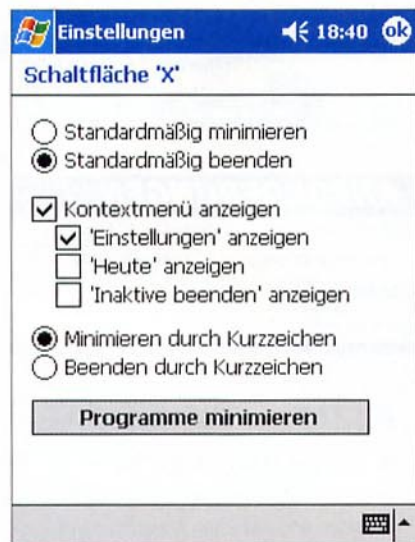 Einstellungen 18:40 ok
Schaltfläche 'X'
Standardmäßig minimieren
Standardmäßig beenden
Kontextmenü anzeigen
'Einstellungen' anzeigen
'Heute' anzeigen
'Inaktive beenden' anzeigen
Minimieren durch Kurzzeichen
Beenden durch Kurzzeichen
Programme minimieren